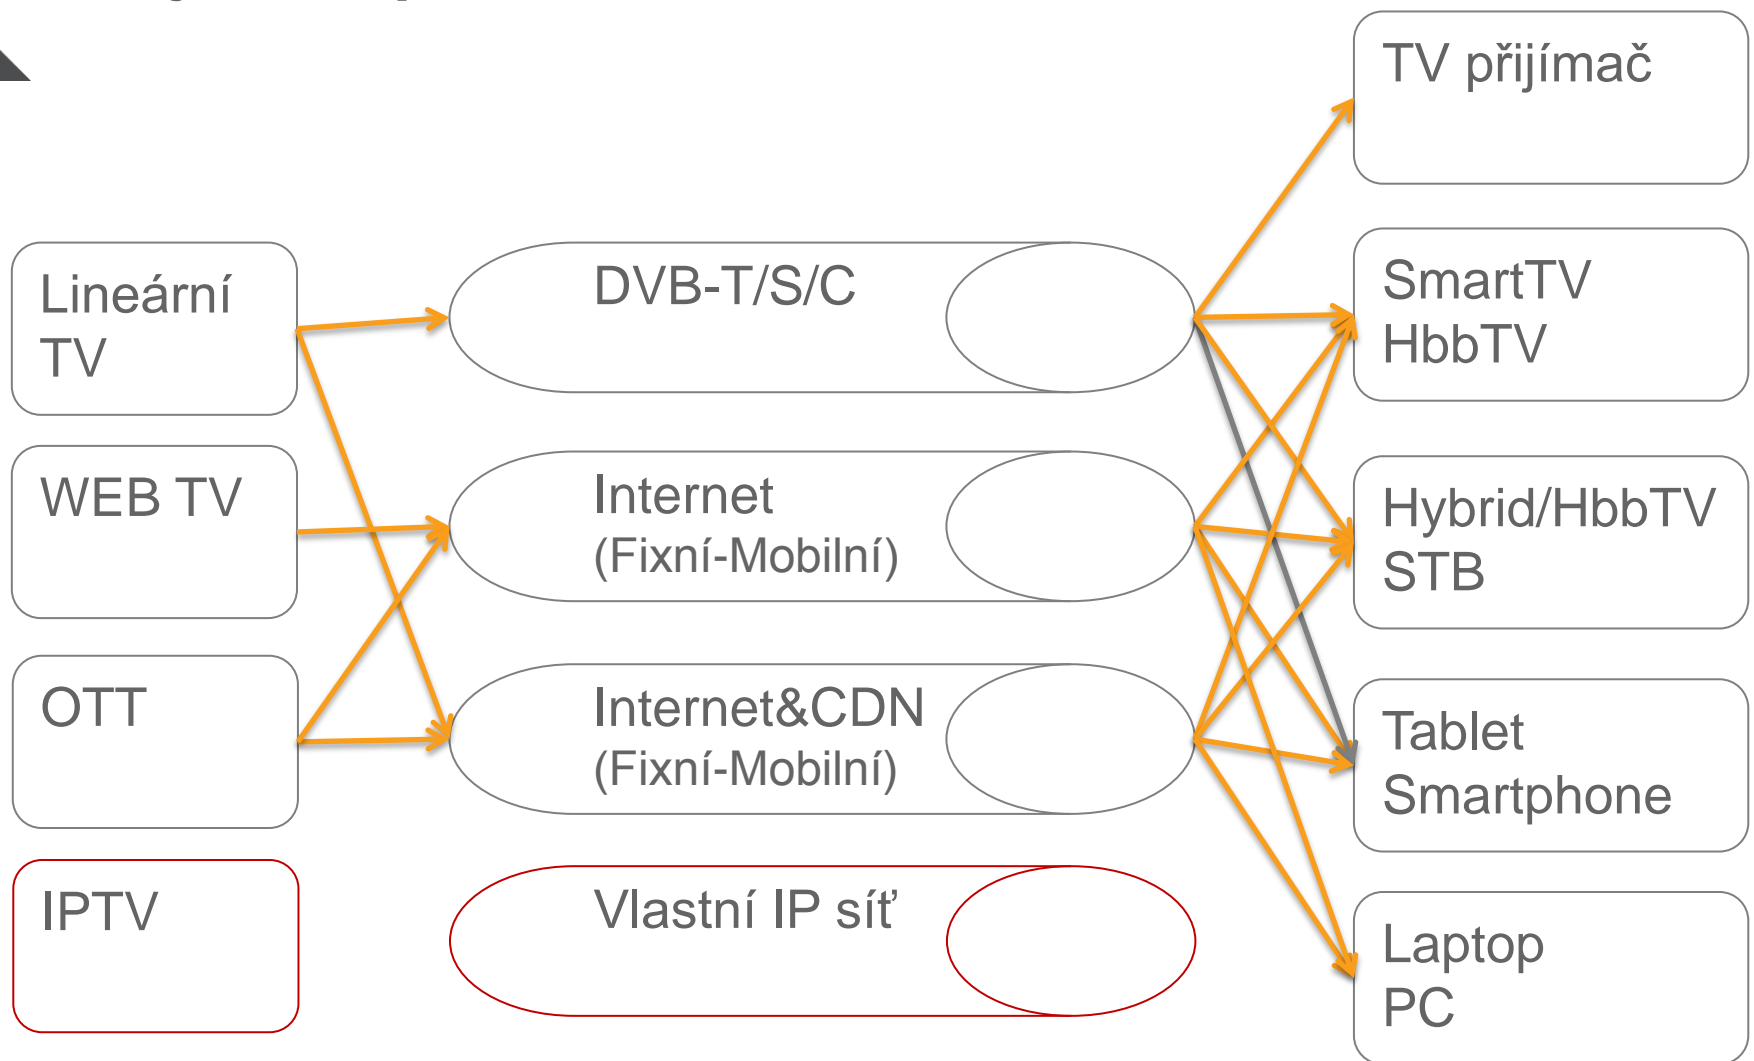 TV přijímač
Lineární
TV
DVB-T/S/C
SmartTV
HbbTV
WEB TV
Internet
(Fixní-Mobilní)
Hybrid/HbbTV
STB
OTT
Internet&CDN
(Fixní-Mobilní)
Tablet
Smartphone
IPTV
Vlastní IP síť
Laptop
PC